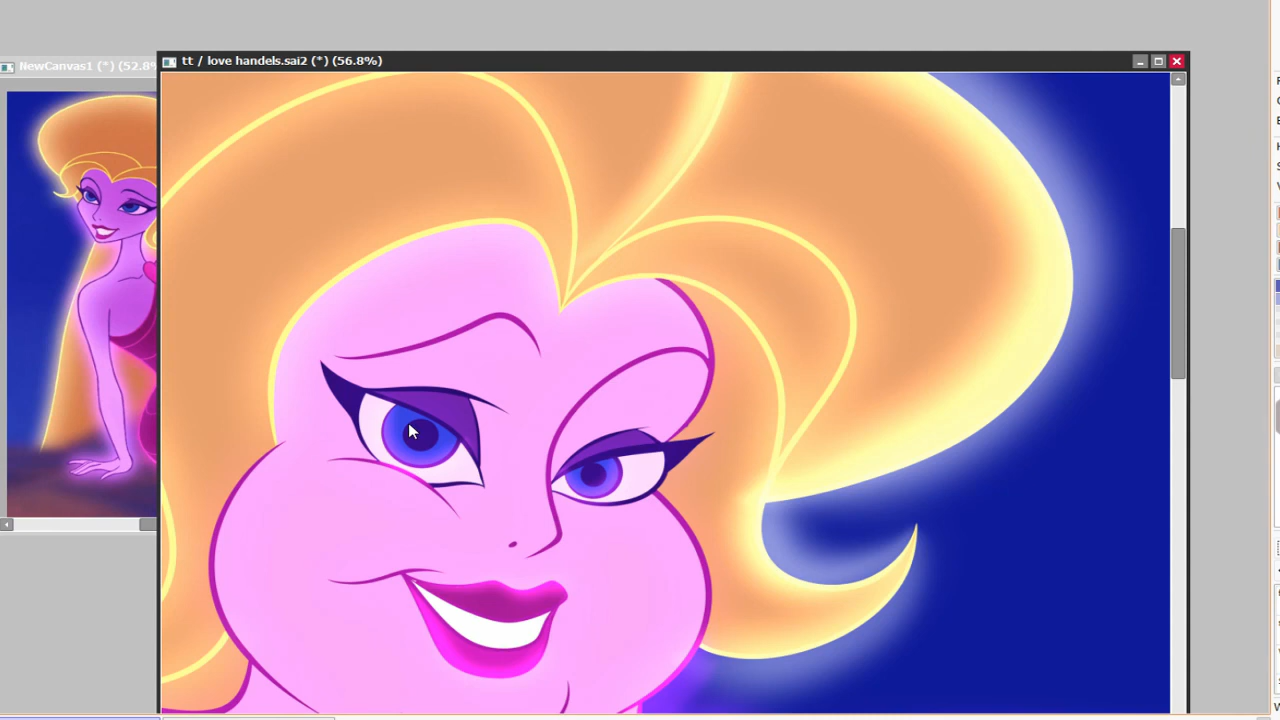 NewCanvas1 (*) (52.8%
tt / love handels.sai2 (*) (56.8%)